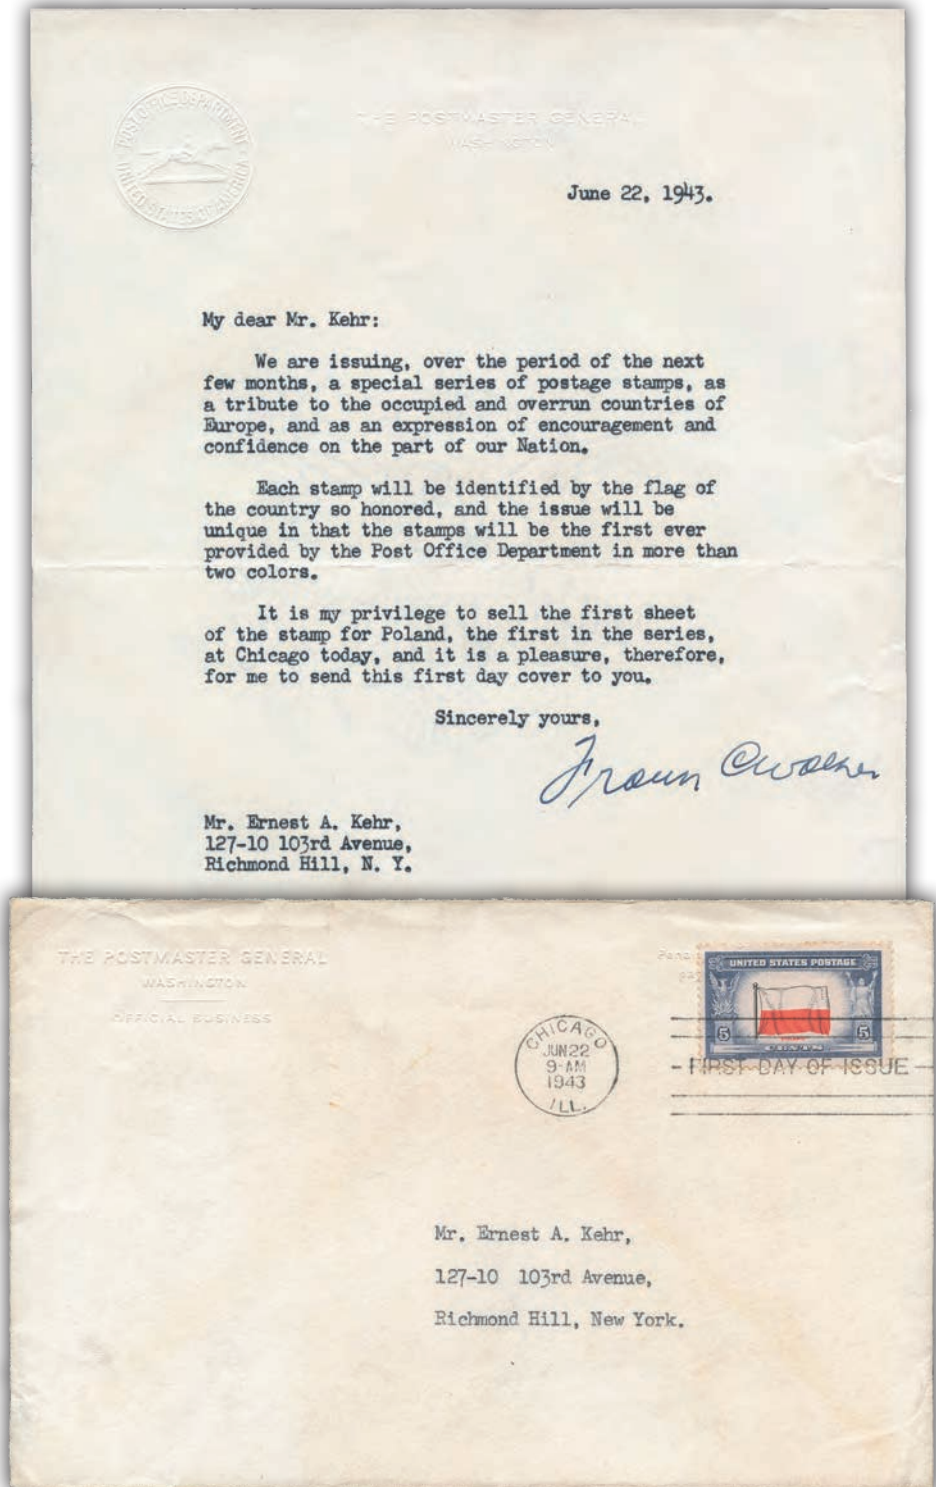 POST OFFICE DEPARTMENT
UNITED STATES OF AMERICA
THE POSTMASTER GENERAL
WASHINGTON
June 22, 1943.
My dear Mr. Kehr:
We are issuing, over the period of the next
few months, a special series of postage stamps, as
a tribute to the occupied and overrun countries of
Europe, and as an expression of encouragement and
confidence on the part of our Nation.
Each stamp will be identified by the flag of
the country so honored, and the issue will be
unique in that the stamps will be the first ever
provided by the Post Office Department in more than
two colors.
It is my privilege to sell the first sheet
of the stamp for Poland, the first in the series,
at Chicago today, and it is a pleasure, therefore,
for me to send this first day cover to you.
Sincerely yours,
Mr. Ernest A. Kehr,
127-10 103rd Avenue,
Richmond Hill, N. Y.
THE POSTMASTER GENERAL
WASHINGTON
OFFICIAL BUSINESS
UNITED STATES POSTAGE
5 5
CENTS
CHICAGO
JUN 22
9-AM
1943
ILL.
FIRST DAY OF ISSUE
Mr. Ernest A. Kehr,
127-10 103rd Avenue,
Richmond Hill, New York.